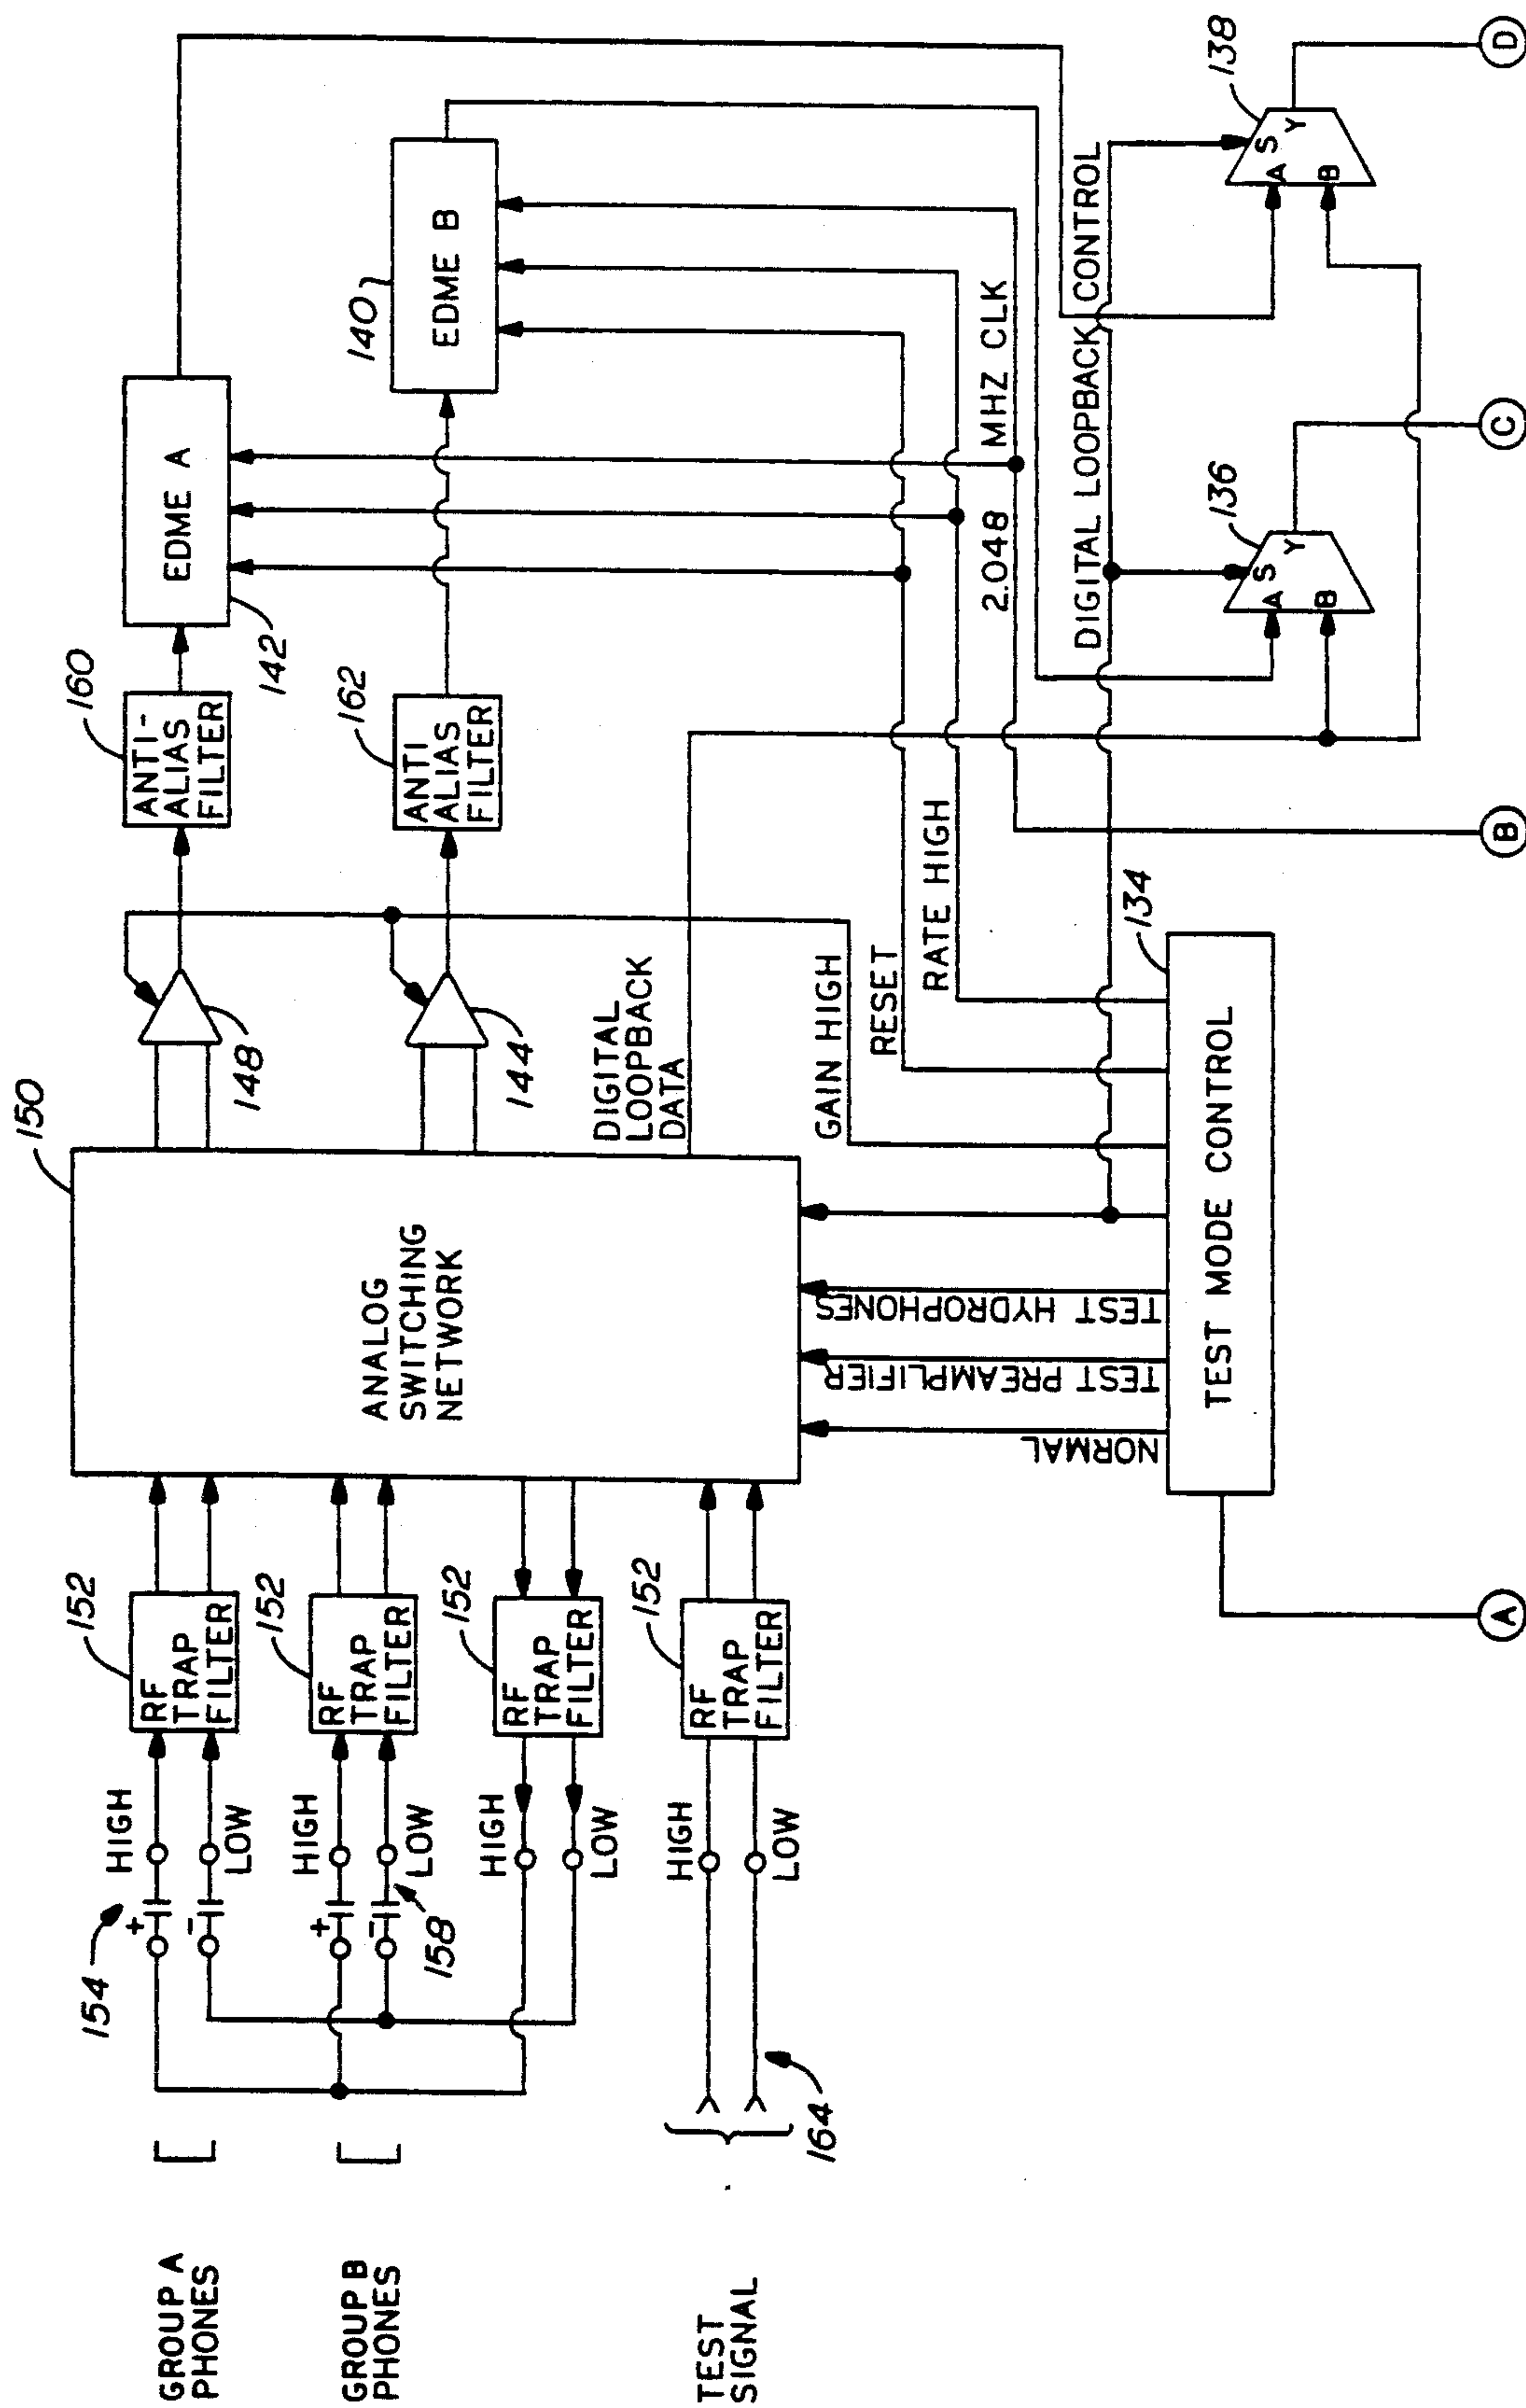 GROUP A
PHONES
GROUP B
PHONES
TEST
SIGNAL
154
+
-
HIGH
LOW
+
-
HIGH
LOW
158
HIGH
LOW
HIGH
LOW
164
152
RF
TRAP
FILTER
152
RF
TRAP
FILTER
152
RF
TRAP
FILTER
152
RF
TRAP
FILTER
150
ANALOG
SWITCHING
NETWORK
148
144
160
ANTI-
ALIAS
FILTER
162
ANTI
ALIAS
FILTER
142
EDME A
140
EDME B
DIGITAL
LOOPBACK
DATA
GAIN HIGH
RESET
RATE HIGH
2.048 MHZ CLK
DIGITAL LOOPBACK CONTROL
NORMAL
TEST PREAMPLIFIER
TEST HYDROPHONES
134
TEST MODE CONTROL
136
A
S
Y
B
138
A
S
Y
B
A
B
C
D